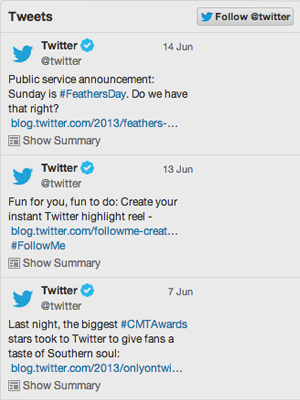 Tweets
Follow @twitter
Twitter
14 Jun
@twitter
Public service announcement:
Sunday is #FeathersDay. Do we have
that right?
blog.twitter.com/2013/feathers-…
Show Summary
Twitter
13 Jun
@twitter
Fun for you, fun to do: Create your
instant Twitter highlight reel -
blog.twitter.com/followme-creat…
#FollowMe
Show Summary
Twitter
7 Jun
@twitter
Last night, the biggest #CMTAwards
stars took to Twitter to give fans a
taste of Southern soul:
blog.twitter.com/2013/onlyontwi…
Show Summary